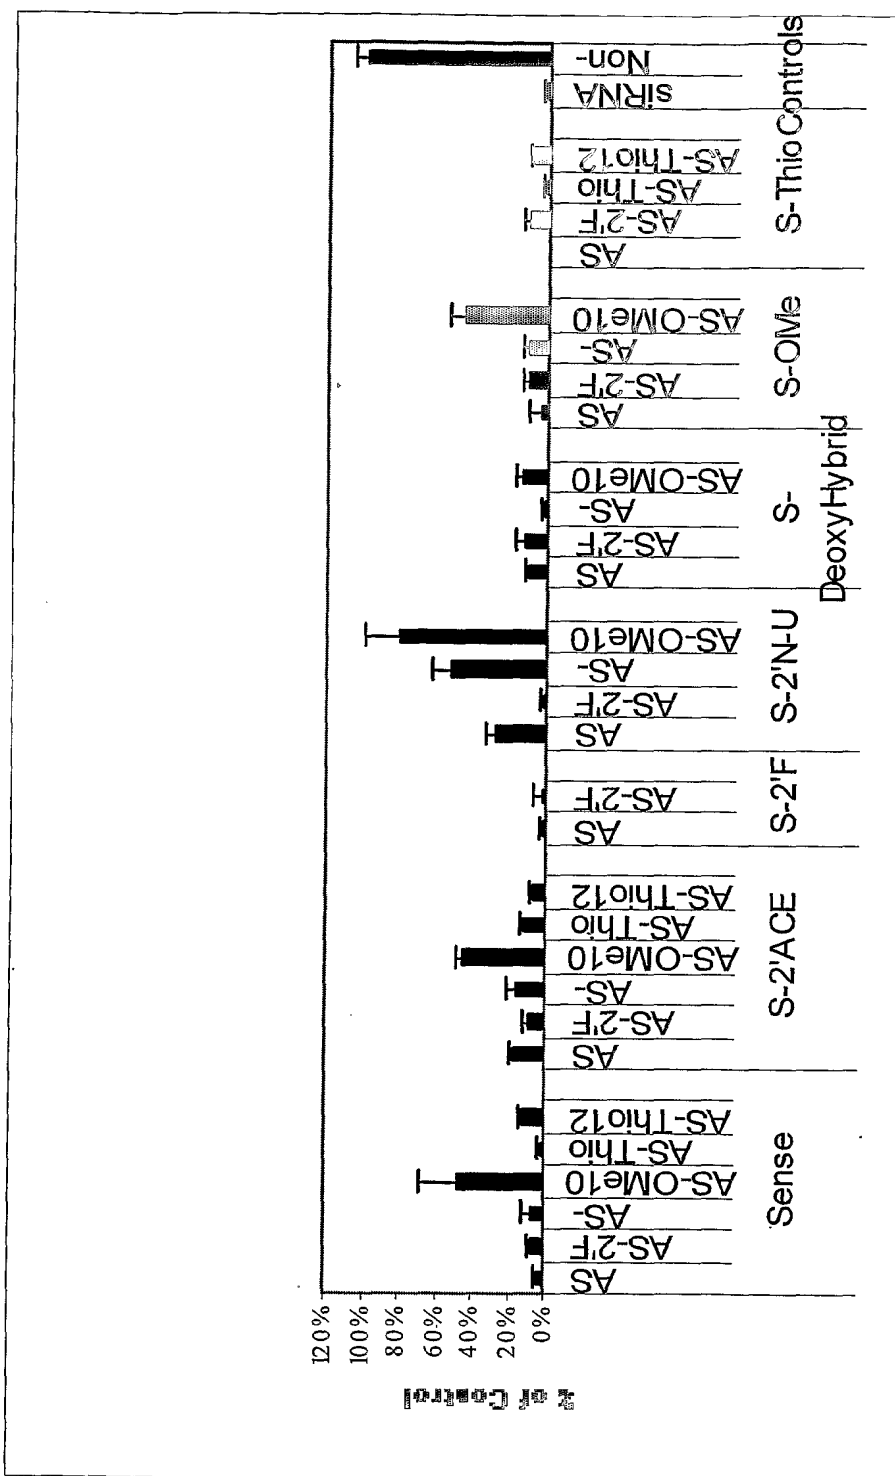 % of Control
120%
100%
80%
60%
40%
20%
0%
AS
AS-2'F
AS-
AS-OMe10
AS-Thio
AS-Thio12
Sense
AS
AS-2'F
AS-
AS-OMe10
AS-Thio
AS-Thio12
S-2'ACE
AS
AS-2'F
S-2'F
AS
AS-2'F
AS-
AS-OMe10
S-2'N-U
AS
AS-2'F
AS-
AS-OMe10
S-
DeoxyHybrid
AS
AS-2'F
AS-
AS-OMe10
S-OMe
AS
AS-2'F
AS-Thio
AS-Thio12
S-Thio
siRNA
Non-
Controls